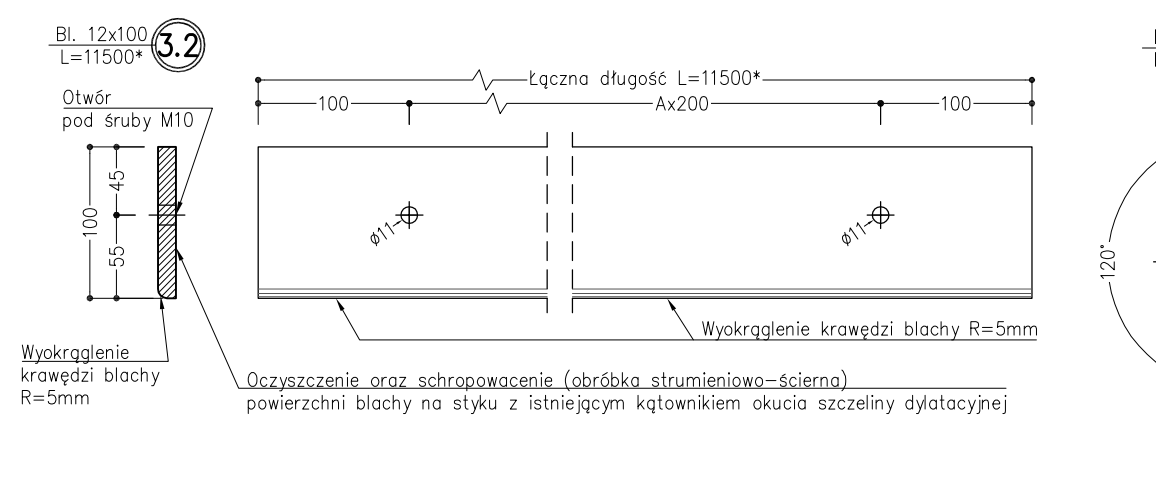 Bl. 12x100
L=11500*
3.2
Otwór
pod śruby M10
Łączna długość L=11500*
100
Ax200
100
45
100
55
ø11
ø11
120°
Wyokrąglenie krawędzi blachy R=5mm
Wyokrąglenie
krawędzi blachy
R=5mm
Oczyszczenie oraz schropowacenie (obróbka strumieniowo-ścierna)
powierzchni blachy na styku z istniejącym kątownikiem okucia szczeliny dylatacyjnej